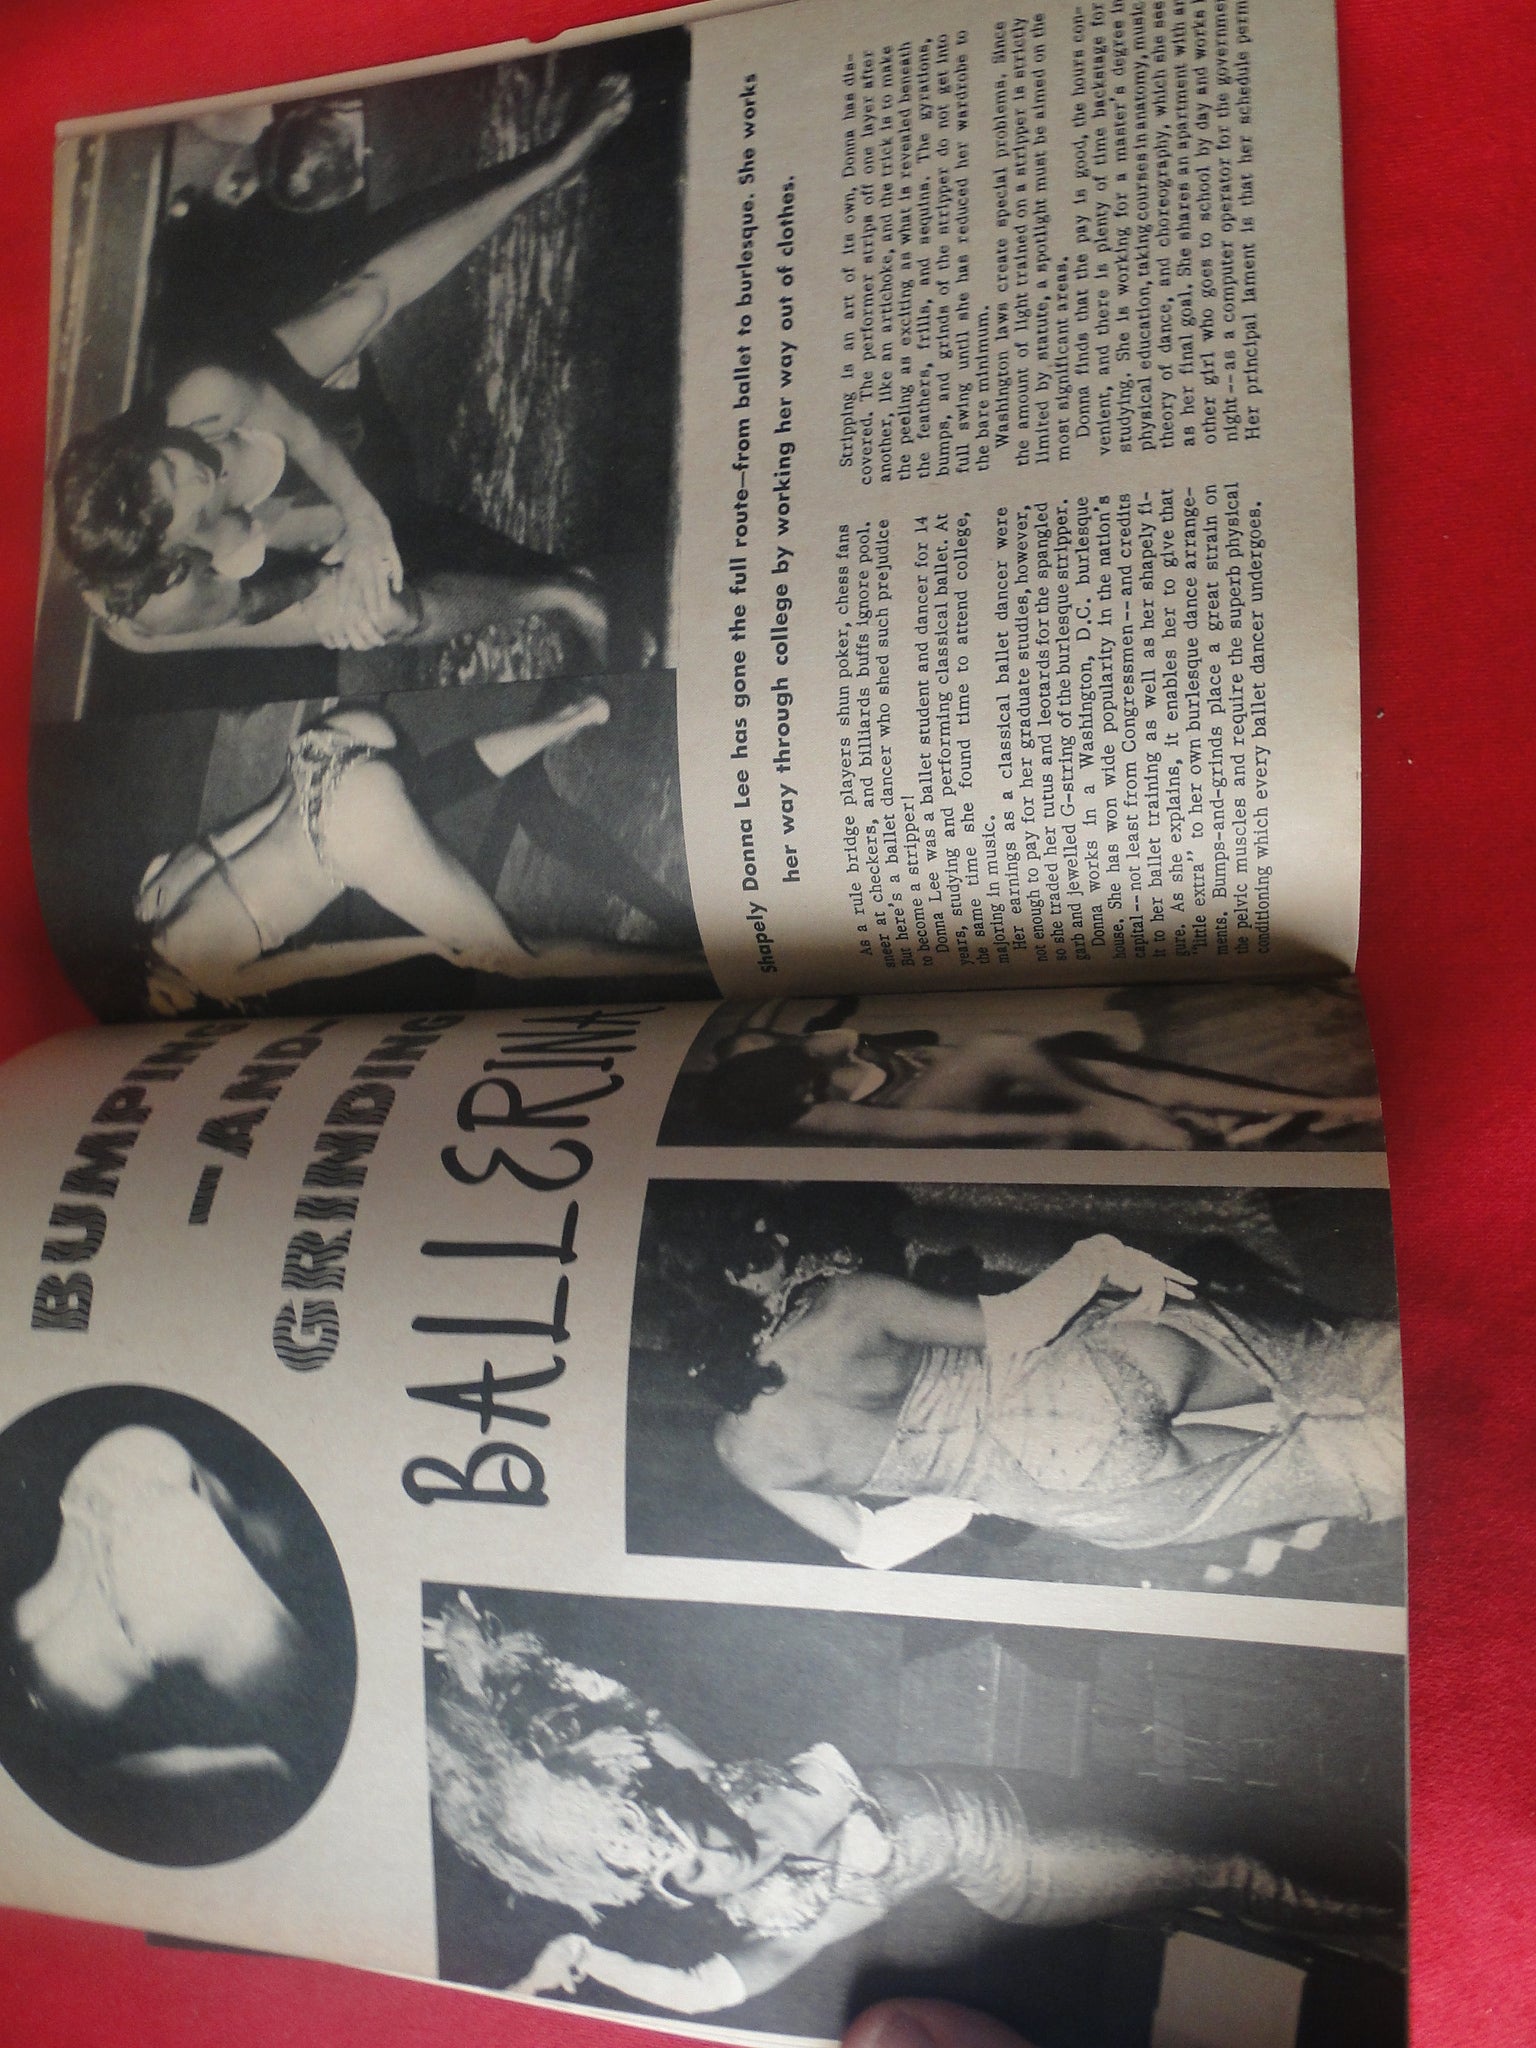 BUMPING
—AND—
GRINDING
BALLERINA
Shapely Donna Lee has gone the full route—from ballet to burlesque. She works
her way through college by working her way out of clothes.
As a rule bridge players shun poker, chess fans
sneer at checkers, and billiards buffs ignore pool.
But here's a ballet dancer who shed such prejudice
to become a stripper!
Donna Lee was a ballet student and dancer for 14
years, studying and performing classical ballet. At
the same time she found time to attend college,
majoring in music.
Her earnings as a classical ballet dancer were
not enough to pay for her graduate studies, however,
so she traded her tutus and leotards for the spangled
garb and jewelled G-string of the burlesque stripper.
Donna works in a Washington, D.C. burlesque
house. She has won wide popularity in the nation's
capital--not least from Congressmen--and credits
it to her ballet training as well as her shapely fi-
gure. As she explains, it enables her to give that
"little extra" to her own burlesque dance arrange-
ments. Bumps-and-grinds place a great strain on
the pelvic muscles and require the superb physical
conditioning which every ballet dancer undergoes.
Stripping is an art of its own, Donna has dis-
covered. The performer strips off one layer after
another, like an artichoke, and the trick is to make
the peeling as exciting as what is revealed beneath
the feathers, frills, and sequins. The gyrations,
bumps, and grinds of the stripper do not get into
full swing until she has reduced her wardrobe to
the bare minimum.
Washington laws create special problems. Since
the amount of light trained on a stripper is strictly
limited by statute, a spotlight must be aimed on the
most significant areas.
Donna finds that the pay is good, the hours con-
venient, and there is plenty of time backstage for
studying. She is working for a master's degree in
physical education, taking courses in anatomy, music
theory of dance, and choreography, which she
as her final goal. She shares an apartment with
other girl who goes to school by day and works
night--as a computer operator for the
Her principal lament is that her schedule